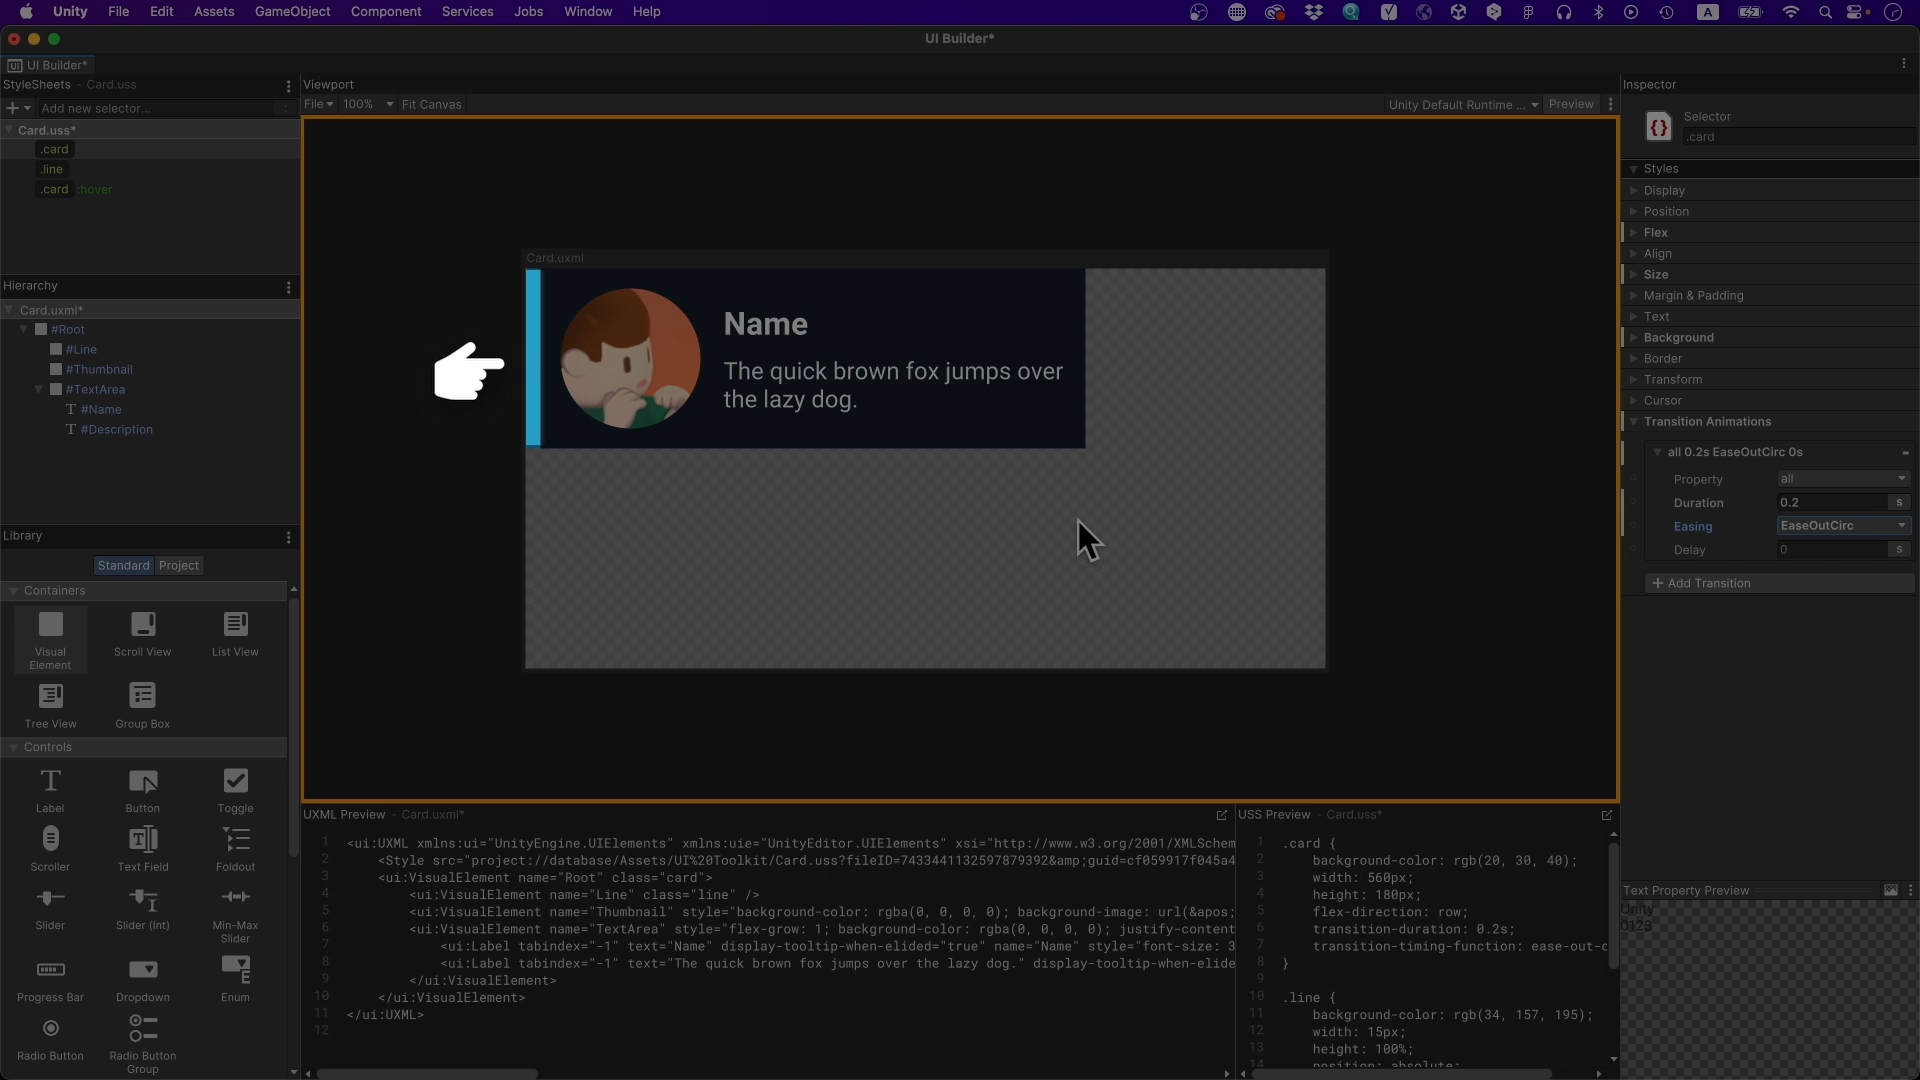 Unity File Edit Assets GameObject Component Services Jobs Window Help A
UI Builder*
UI UI Builder*
StyleSheets - Card.uss
Add new selector...
Card.uss*
.card
.line
.card :hover
Hierarchy
Card.uxml*
#Root
#Line
#Thumbnail
#TextArea
T #Name
T #Description
Library
Standard Project
Containers
Visual Element
Scroll View
List View
Tree View
Group Box
Controls
Label
Button
Toggle
Scroller
Text Field
Foldout
Slider
Slider (Int)
Min-Max Slider
Progress Bar
Dropdown
Enum
Radio Button
Radio Button Group
Viewport
File 100% Fit Canvas
Unity Default Runtime ... Preview
Card.uxml
Name
The quick brown fox jumps over
the lazy dog.
UXML Preview - Card.uxml*
1 <ui:UXML xmlns:ui="UnityEngine.UIElements" xmlns:uie="UnityEditor.UIElements" xsi="http://www.w3.org/2001/XMLSchem
2 <Style src="project://database/Assets/UI%20Toolkit/Card.uss?fileID=7433441132597879392&amp;guid=cf059917f045a4
3 <ui:VisualElement name="Root" class="card">
4 <ui:VisualElement name="Line" class="line" />
5 <ui:VisualElement name="Thumbnail" style="background-color: rgba(0, 0, 0, 0); background-image: url(&apos;
6 <ui:VisualElement name="TextArea" style="flex-grow: 1; background-color: rgba(0, 0, 0, 0); justify-content
7 <ui:Label tabindex="-1" text="Name" display-tooltip-when-elided="true" name="Name" style="font-size: 3
8 <ui:Label tabindex="-1" text="The quick brown fox jumps over the lazy dog." display-tooltip-when-elide
9 </ui:VisualElement>
10 </ui:VisualElement>
11 </ui:UXML>
12
USS Preview - Card.uss*
1 .card {
2 background-color: rgb(20, 30, 40);
3 width: 560px;
4 height: 180px;
5 flex-direction: row;
6 transition-duration: 0.2s;
7 transition-timing-function: ease-out-c
8 }
9
10 .line {
11 background-color: rgb(34, 157, 195);
12 width: 15px;
13 height: 100%;
14 position: absolute;
Inspector
Selector
.card
Styles
Display
Position
Flex
Align
Size
Margin & Padding
Text
Background
Border
Transform
Cursor
Transition Animations
all 0.2s EaseOutCirc 0s
Property all
Duration 0.2 s
Easing EaseOutCirc
Delay 0 s
Add Transition
Text Property Preview
Unity
0123